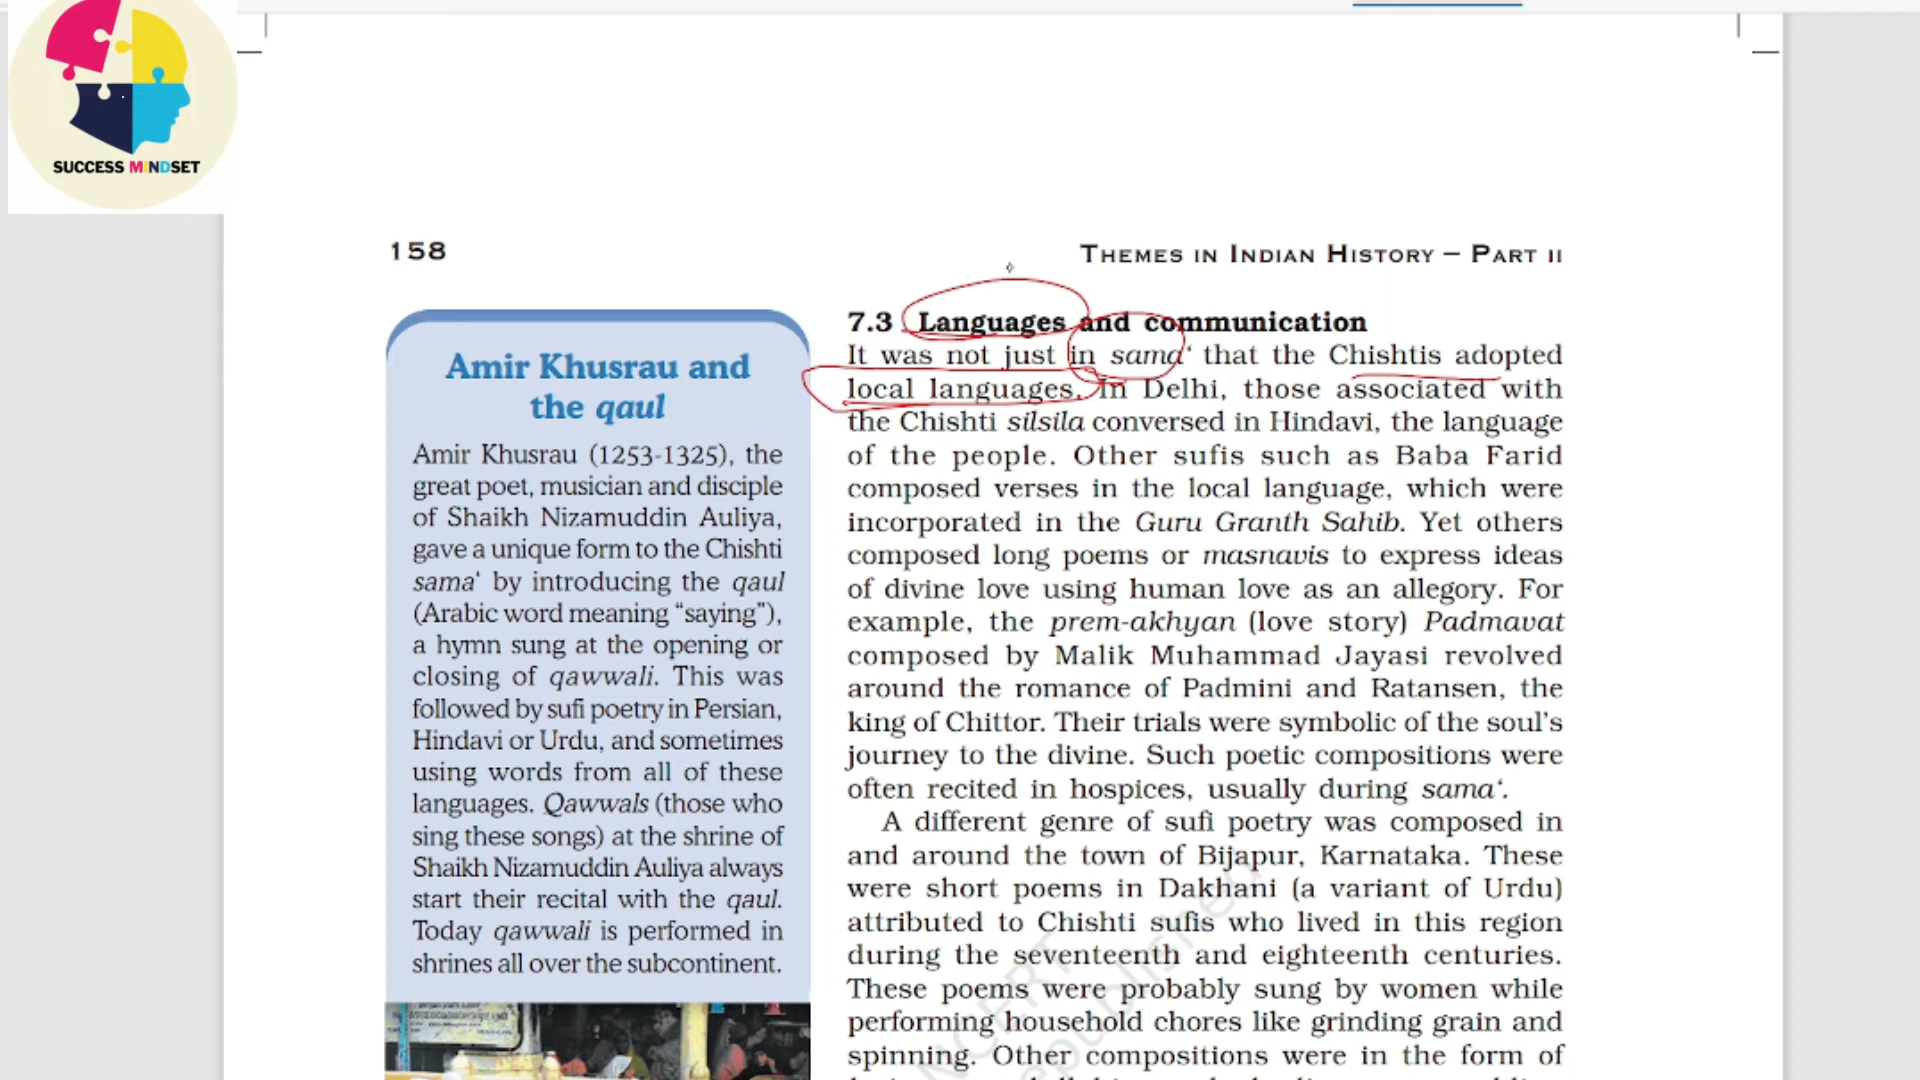 SUCCESS MINDSET
158
THEMES IN INDIAN HISTORY – PART II
Amir Khusrau and
the qaul
Amir Khusrau (1253-1325), the
great poet, musician and disciple
of Shaikh Nizamuddin Auliya,
gave a unique form to the Chishti
sama‘ by introducing the qaul
(Arabic word meaning “saying”),
a hymn sung at the opening or
closing of qawwali. This was
followed by sufi poetry in Persian,
Hindavi or Urdu, and sometimes
using words from all of these
languages. Qawwals (those who
sing these songs) at the shrine of
Shaikh Nizamuddin Auliya always
start their recital with the qaul.
Today qawwali is performed in
shrines all over the subcontinent.
7.3 Languages and communication
It was not just in sama‘ that the Chishtis adopted
local languages. In Delhi, those associated with
the Chishti silsila conversed in Hindavi, the language
of the people. Other sufis such as Baba Farid
composed verses in the local language, which were
incorporated in the Guru Granth Sahib. Yet others
composed long poems or masnavis to express ideas
of divine love using human love as an allegory. For
example, the prem-akhyan (love story) Padmavat
composed by Malik Muhammad Jayasi revolved
around the romance of Padmini and Ratansen, the
king of Chittor. Their trials were symbolic of the soul’s
journey to the divine. Such poetic compositions were
often recited in hospices, usually during sama‘.
A different genre of sufi poetry was composed in
and around the town of Bijapur, Karnataka. These
were short poems in Dakhani (a variant of Urdu)
attributed to Chishti sufis who lived in this region
during the seventeenth and eighteenth centuries.
These poems were probably sung by women while
performing household chores like grinding grain and
spinning. Other compositions were in the form of